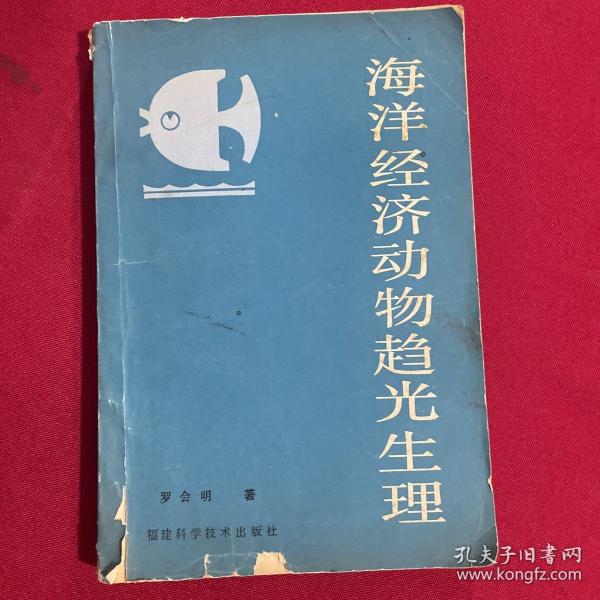 海洋经济动物趋光生理
罗会明 著
福建科学技术出版社
孔夫子旧書网
www.kongfz.com